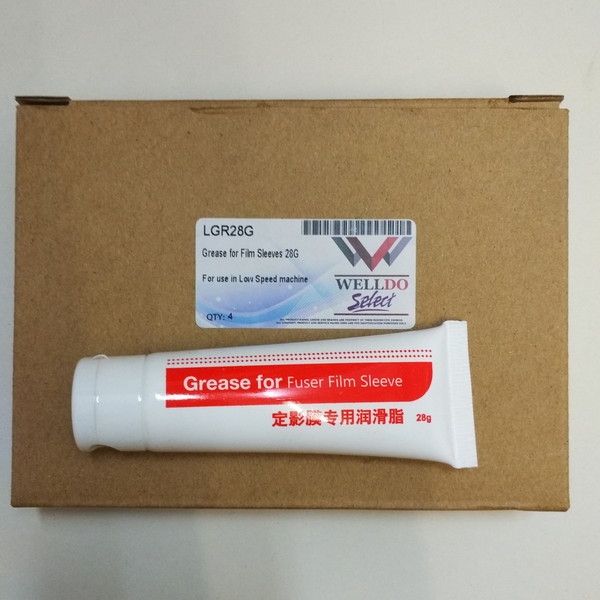 LGR28G
Grease for Film Sleeves 28G
For use in Low Speed machine
WELLDO
Select
QTY: 4
Grease for Fuser Film Sleeve
定影膜专用润滑脂 28g